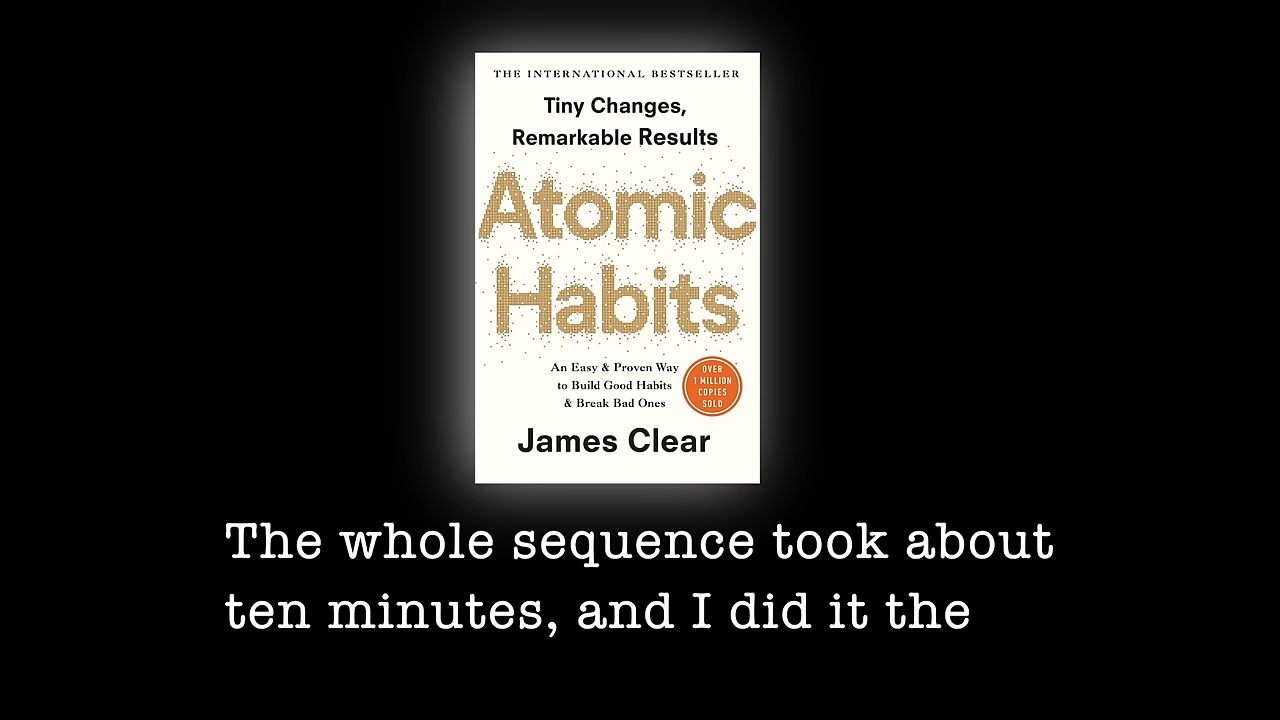 THE INTERNATIONAL BESTSELLER
Tiny Changes,
Remarkable Results
Atomic
Habits
An Easy & Proven Way
to Build Good Habits
& Break Bad Ones
OVER
1 MILLION
COPIES
SOLD
James Clear
The whole sequence took about
ten minutes, and I did it the